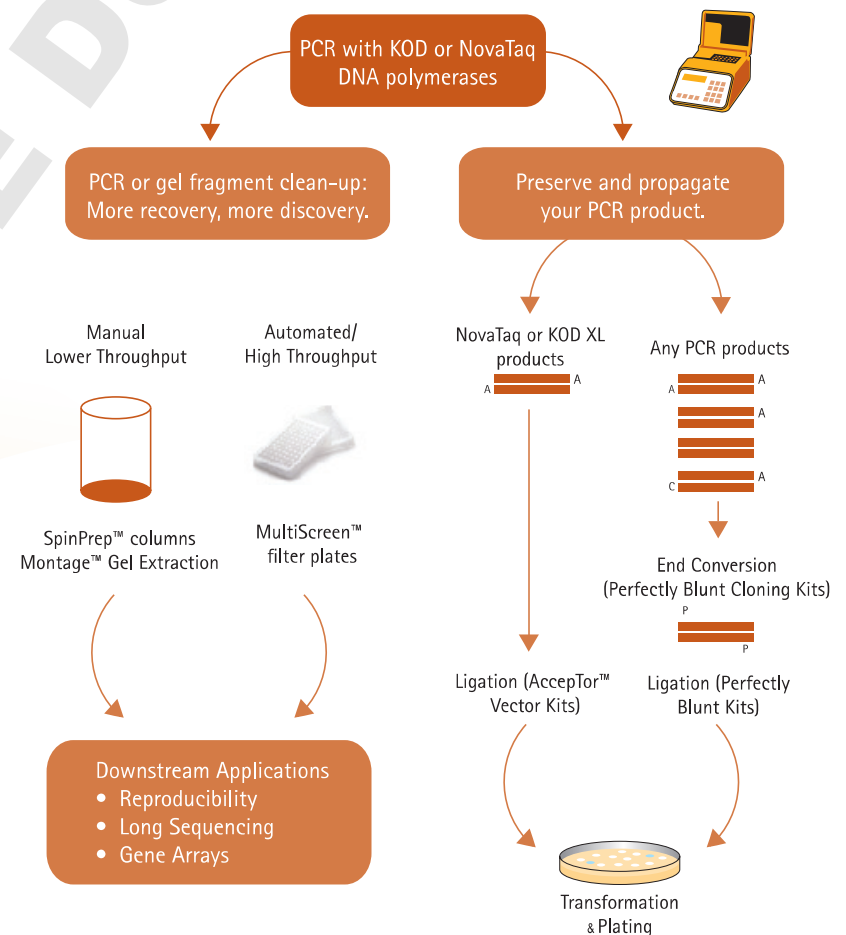 PCR with KOD or NovaTaq
DNA polymerases
PCR or gel fragment clean-up:
More recovery, more discovery.
Preserve and propagate
your PCR product.
Manual
Lower Throughput
Automated/
High Throughput
SpinPrep™ columns
Montage™ Gel Extraction
MultiScreen™
filter plates
Downstream Applications
• Reproducibility
• Long Sequencing
• Gene Arrays
NovaTaq or KOD XL
products
A
A
Any PCR products
A
A
A
A
C
End Conversion
(Perfectly Blunt Cloning Kits)
P
P
Ligation (AccepTor™
Vector Kits)
Ligation (Perfectly
Blunt Kits)
Transformation
& Plating